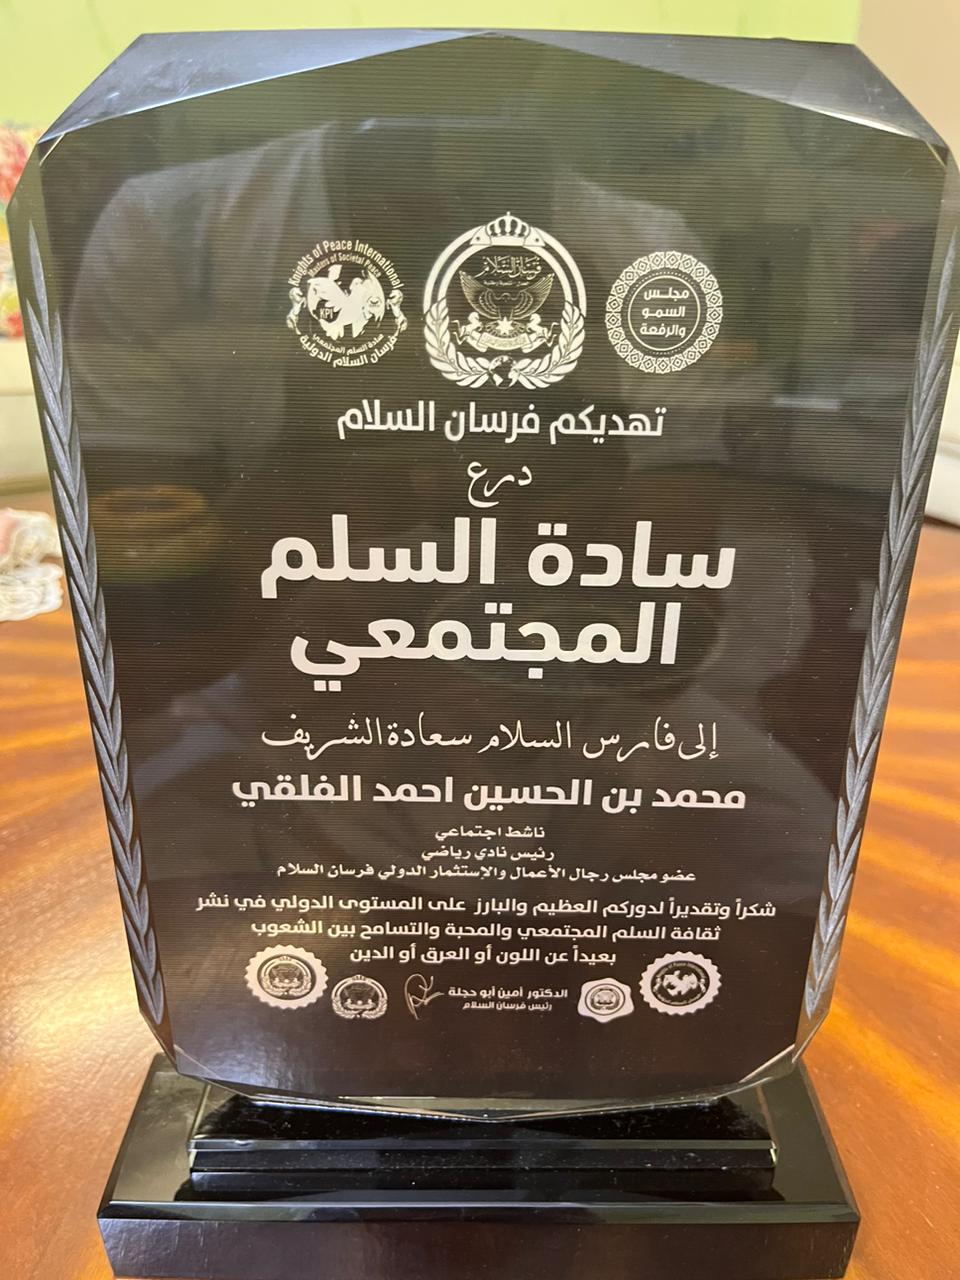 Knights of Peace International
Masters of Societal Peace
KPI
سادة السلم المجتمعي
فرسان السلام الدولية
فرسان السلام
مجلس
السمو
والرفعة
تهديكم فرسان السلام
درع
سادة السلم
المجتمعي
إلى فارس السلام سعادة الشريف
محمد بن الحسين احمد الفلقي
ناشط اجتماعي
رئيس نادي رياضي
عضو مجلس رجال الأعمال والإستثمار الدولي فرسان السلام
شكراً وتقديراً لدوركم العظيم والبارز على المستوى الدولي في نشر
ثقافة السلم المجتمعي والمحبة والتسامح بين الشعوب
بعيداً عن اللون أو العرق أو الدين
الدكتور أمين أبو حجلة
رئيس فرسان السلام